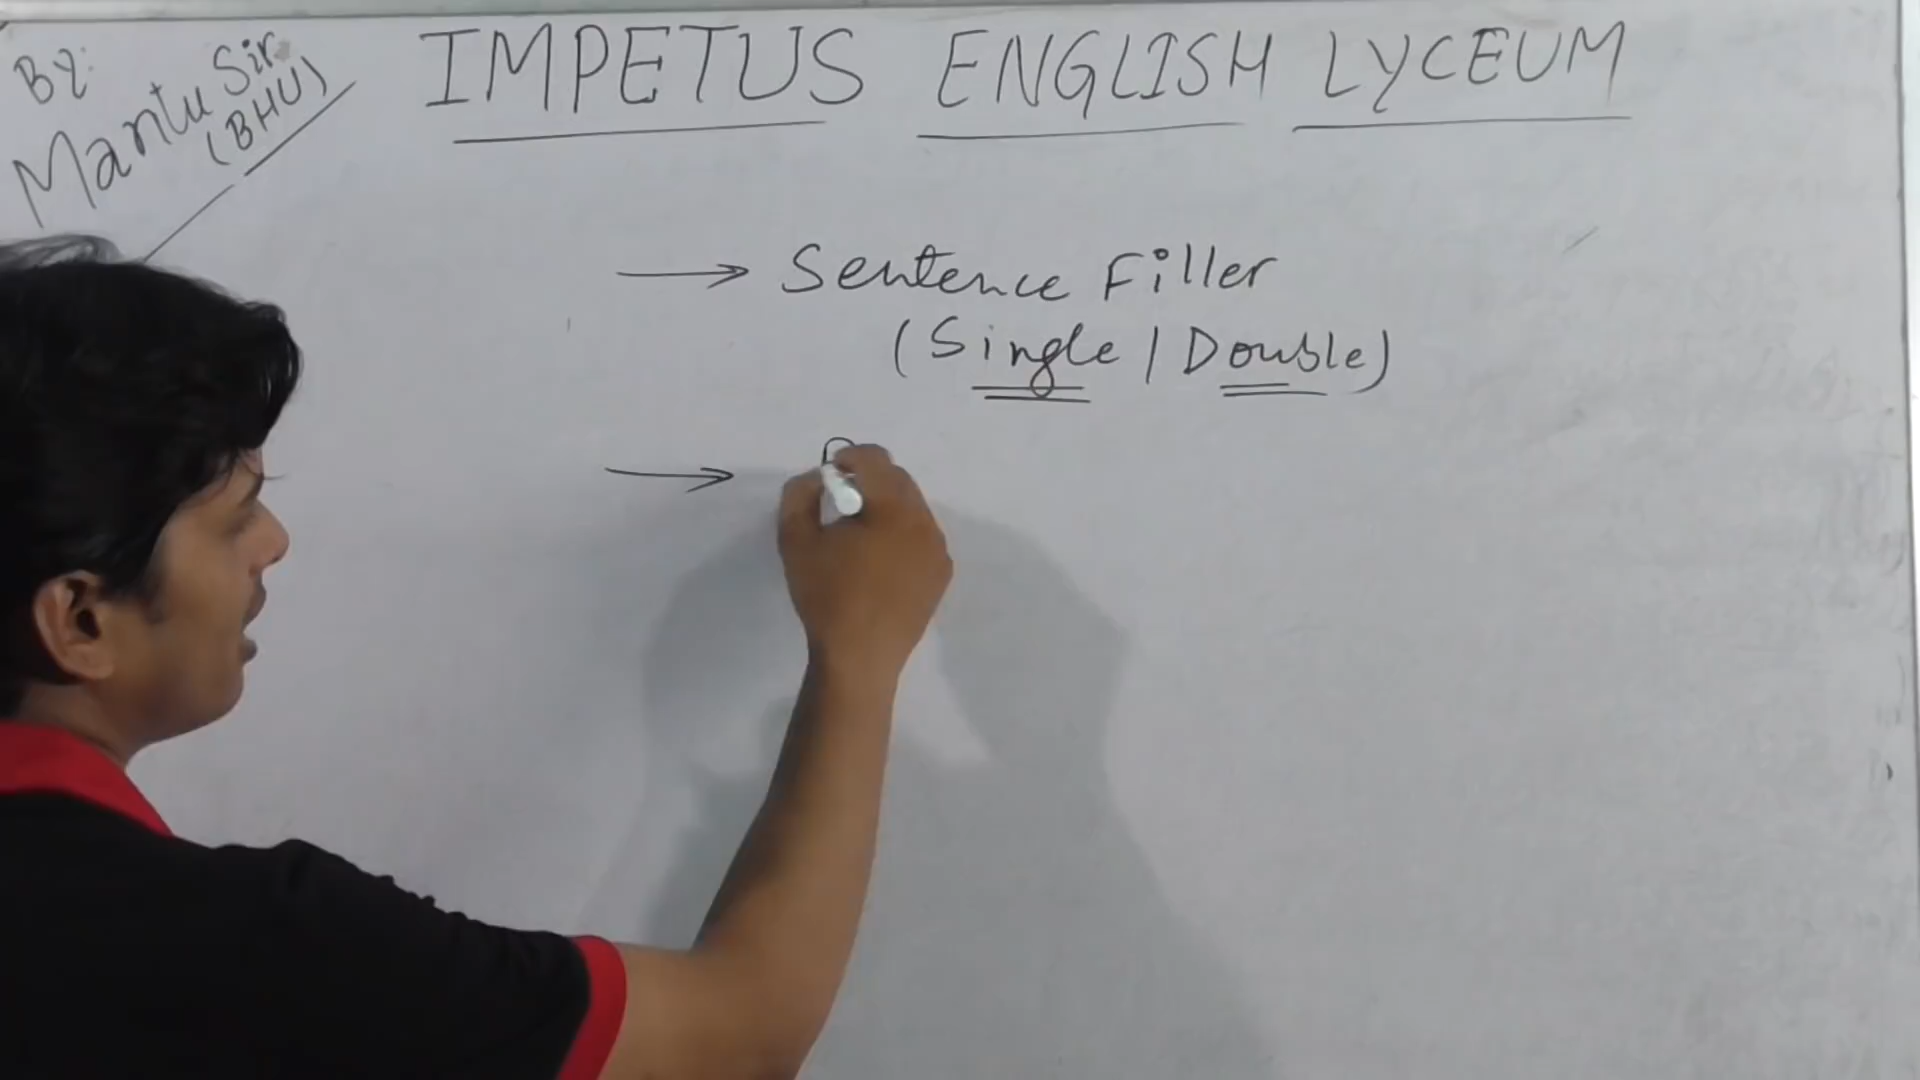 By:
Mantu Sir
(BHU)
IMPETUS ENGLISH LYCEUM
→ Sentence Filler
(Single / Double)
→